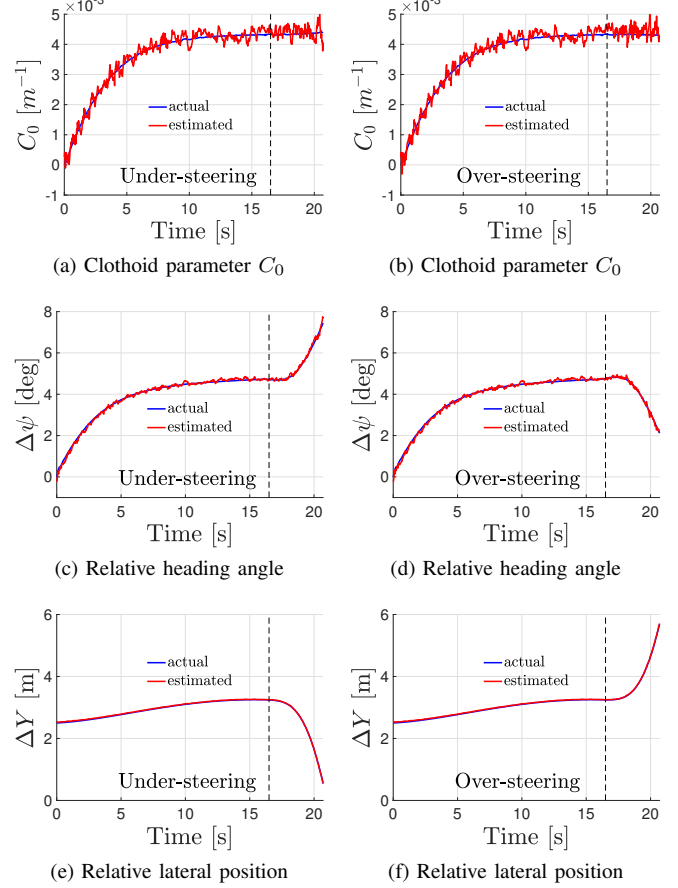 ×10⁻³ ×10⁻³
5 5
4 4
3 3
2 2
1 1
0 0
-1 -1
C₀ [m⁻¹] C₀ [m⁻¹]
actual actual
estimated estimated
Under-steering Over-steering
0 5 10 15 20 0 5 10 15 20
Time [s] Time [s]
(a) Clothoid parameter C₀ (b) Clothoid parameter C₀
8 8
6 6
4 4
2 2
0 0
Δψ [deg] Δψ [deg]
actual actual
estimated estimated
Under-steering Over-steering
0 5 10 15 20 0 5 10 15 20
Time [s] Time [s]
(c) Relative heading angle (d) Relative heading angle
6 6
4 4
2 2
0 0
ΔY [m] ΔY [m]
actual actual
estimated estimated
Under-steering Over-steering
0 5 10 15 20 0 5 10 15 20
Time [s] Time [s]
(e) Relative lateral position (f) Relative lateral position